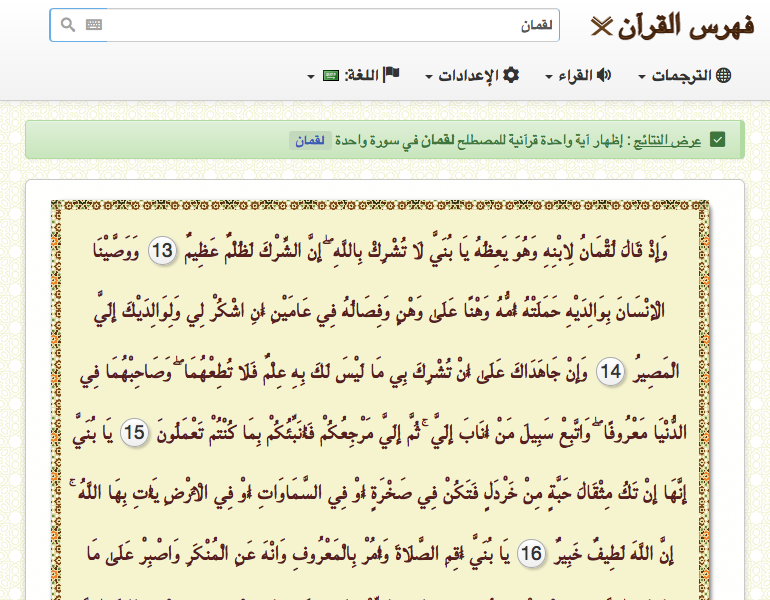 فهرس القرآن
لقمان
الترجمات
القراء
الإعدادات
اللغة:
عرض النتائج : إظهار آية واحدة قرآنية للمصطلح لقمان في سورة واحدة لقمان
وَإِذْ قَالَ لُقْمَانُ لِابْنِهِ وَهُوَ يَعِظُهُ يَا بُنَيَّ لَا تُشْرِكْ بِاللَّهِ ۖ إِنَّ الشِّرْكَ لَظُلْمٌ عَظِيمٌ 13 وَوَصَّيْنَا
الْإِنْسَانَ بِوَالِدَيْهِ حَمَلَتْهُ أُمُّهُ وَهْنًا عَلَىٰ وَهْنٍ وَفِصَالُهُ فِي عَامَيْنِ أَنِ اشْكُرْ لِي وَلِوَالِدَيْكَ إِلَيَّ
الْمَصِيرُ 14 وَإِنْ جَاهَدَاكَ عَلَىٰ أَنْ تُشْرِكَ بِي مَا لَيْسَ لَكَ بِهِ عِلْمٌ فَلَا تُطِعْهُمَا ۖ وَصَاحِبْهُمَا فِي
الدُّنْيَا مَعْرُوفًا ۖ وَاتَّبِعْ سَبِيلَ مَنْ أَنَابَ إِلَيَّ ۚ ثُمَّ إِلَيَّ مَرْجِعُكُمْ فَأُنَبِّئُكُمْ بِمَا كُنْتُمْ تَعْمَلُونَ 15 يَا بُنَيَّ
إِنَّهَا إِنْ تَكُ مِثْقَالَ حَبَّةٍ مِنْ خَرْدَلٍ فَتَكُنْ فِي صَخْرَةٍ أَوْ فِي السَّمَاوَاتِ أَوْ فِي الْأَرْضِ يَأْتِ بِهَا اللَّهُ ۚ
إِنَّ اللَّهَ لَطِيفٌ خَبِيرٌ 16 يَا بُنَيَّ أَقِمِ الصَّلَاةَ وَأْمُرْ بِالْمَعْرُوفِ وَانْهَ عَنِ الْمُنْكَرِ وَاصْبِرْ عَلَىٰ مَا